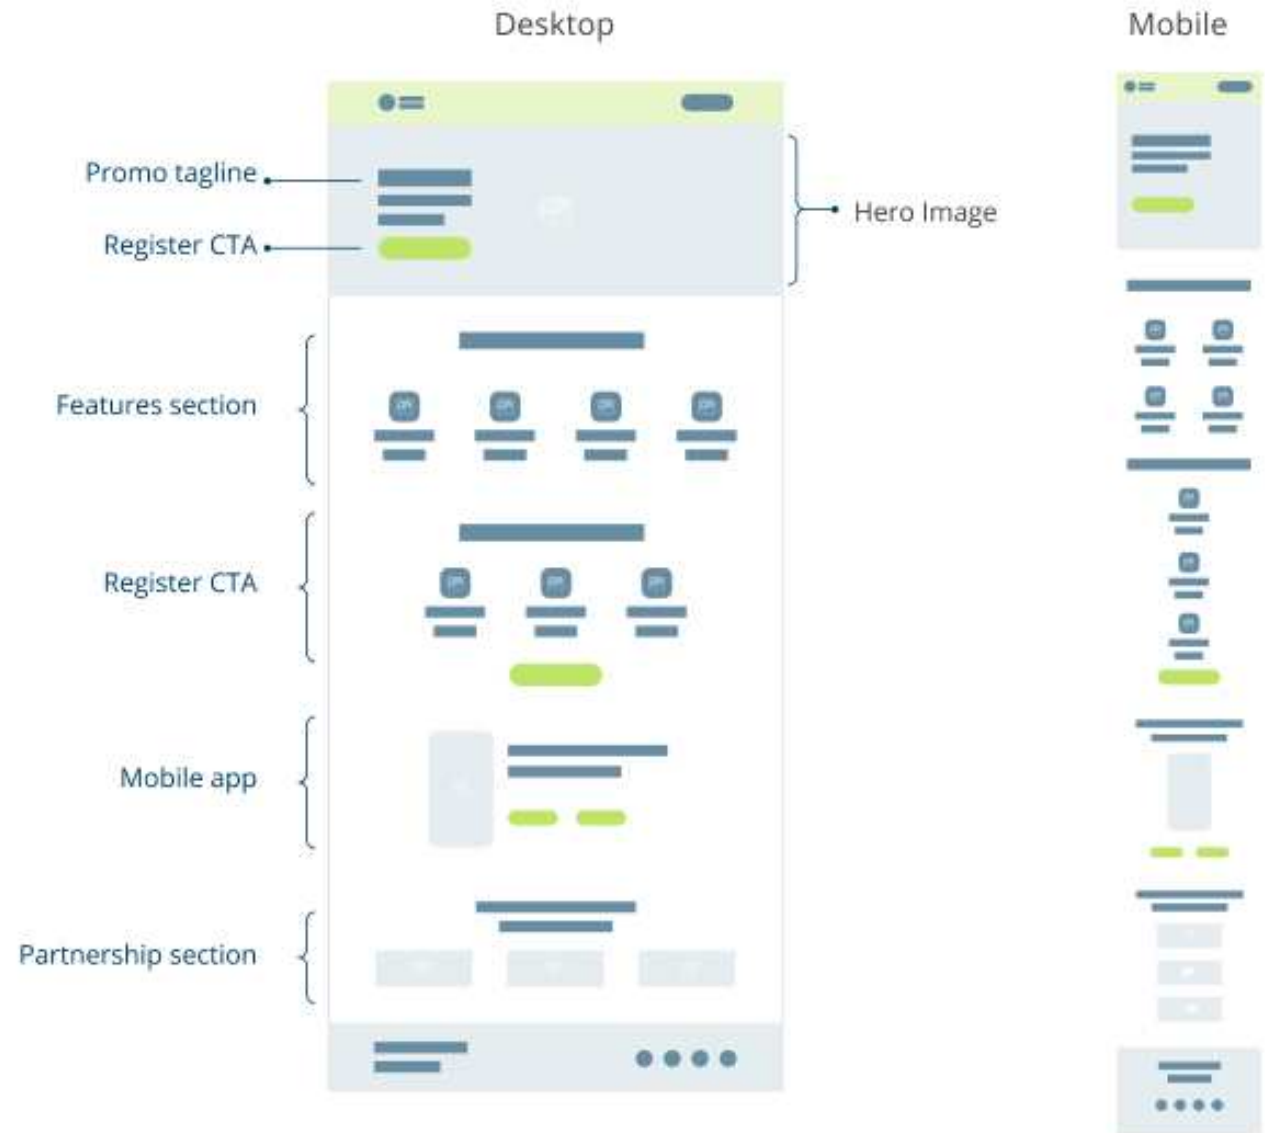 Desktop
Mobile
Promo tagline
Register CTA
Hero Image
Features section
Register CTA
Mobile app
Partnership section